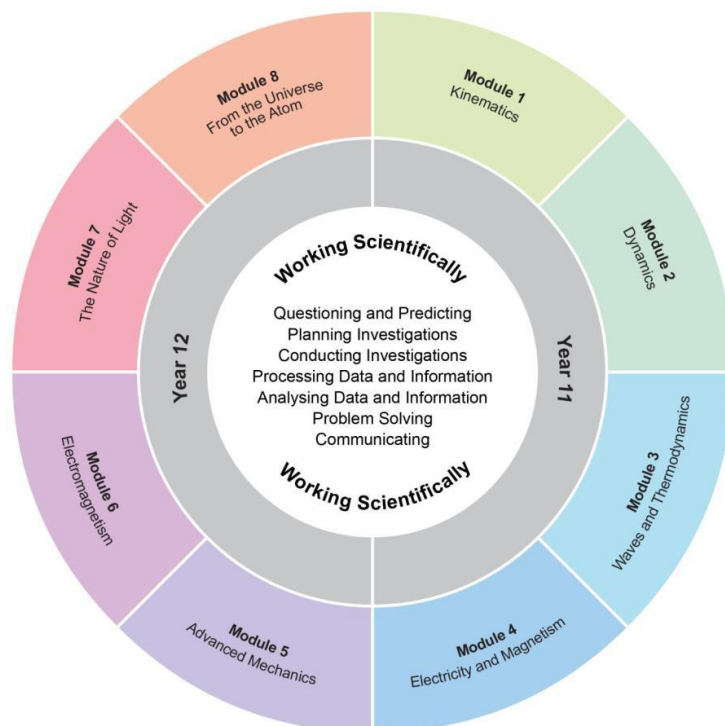 Module 1
Kinematics
Module 2
Dynamics
Module 3
Waves and Thermodynamics
Module 4
Electricity and Magnetism
Module 5
Advanced Mechanics
Module 6
Electromagnetism
Module 7
The Nature of Light
Module 8
From the Universe
to the Atom
Year 12
Year 11
Working Scientifically
Questioning and Predicting
Planning Investigations
Conducting Investigations
Processing Data and Information
Analysing Data and Information
Problem Solving
Communicating
Working Scientifically